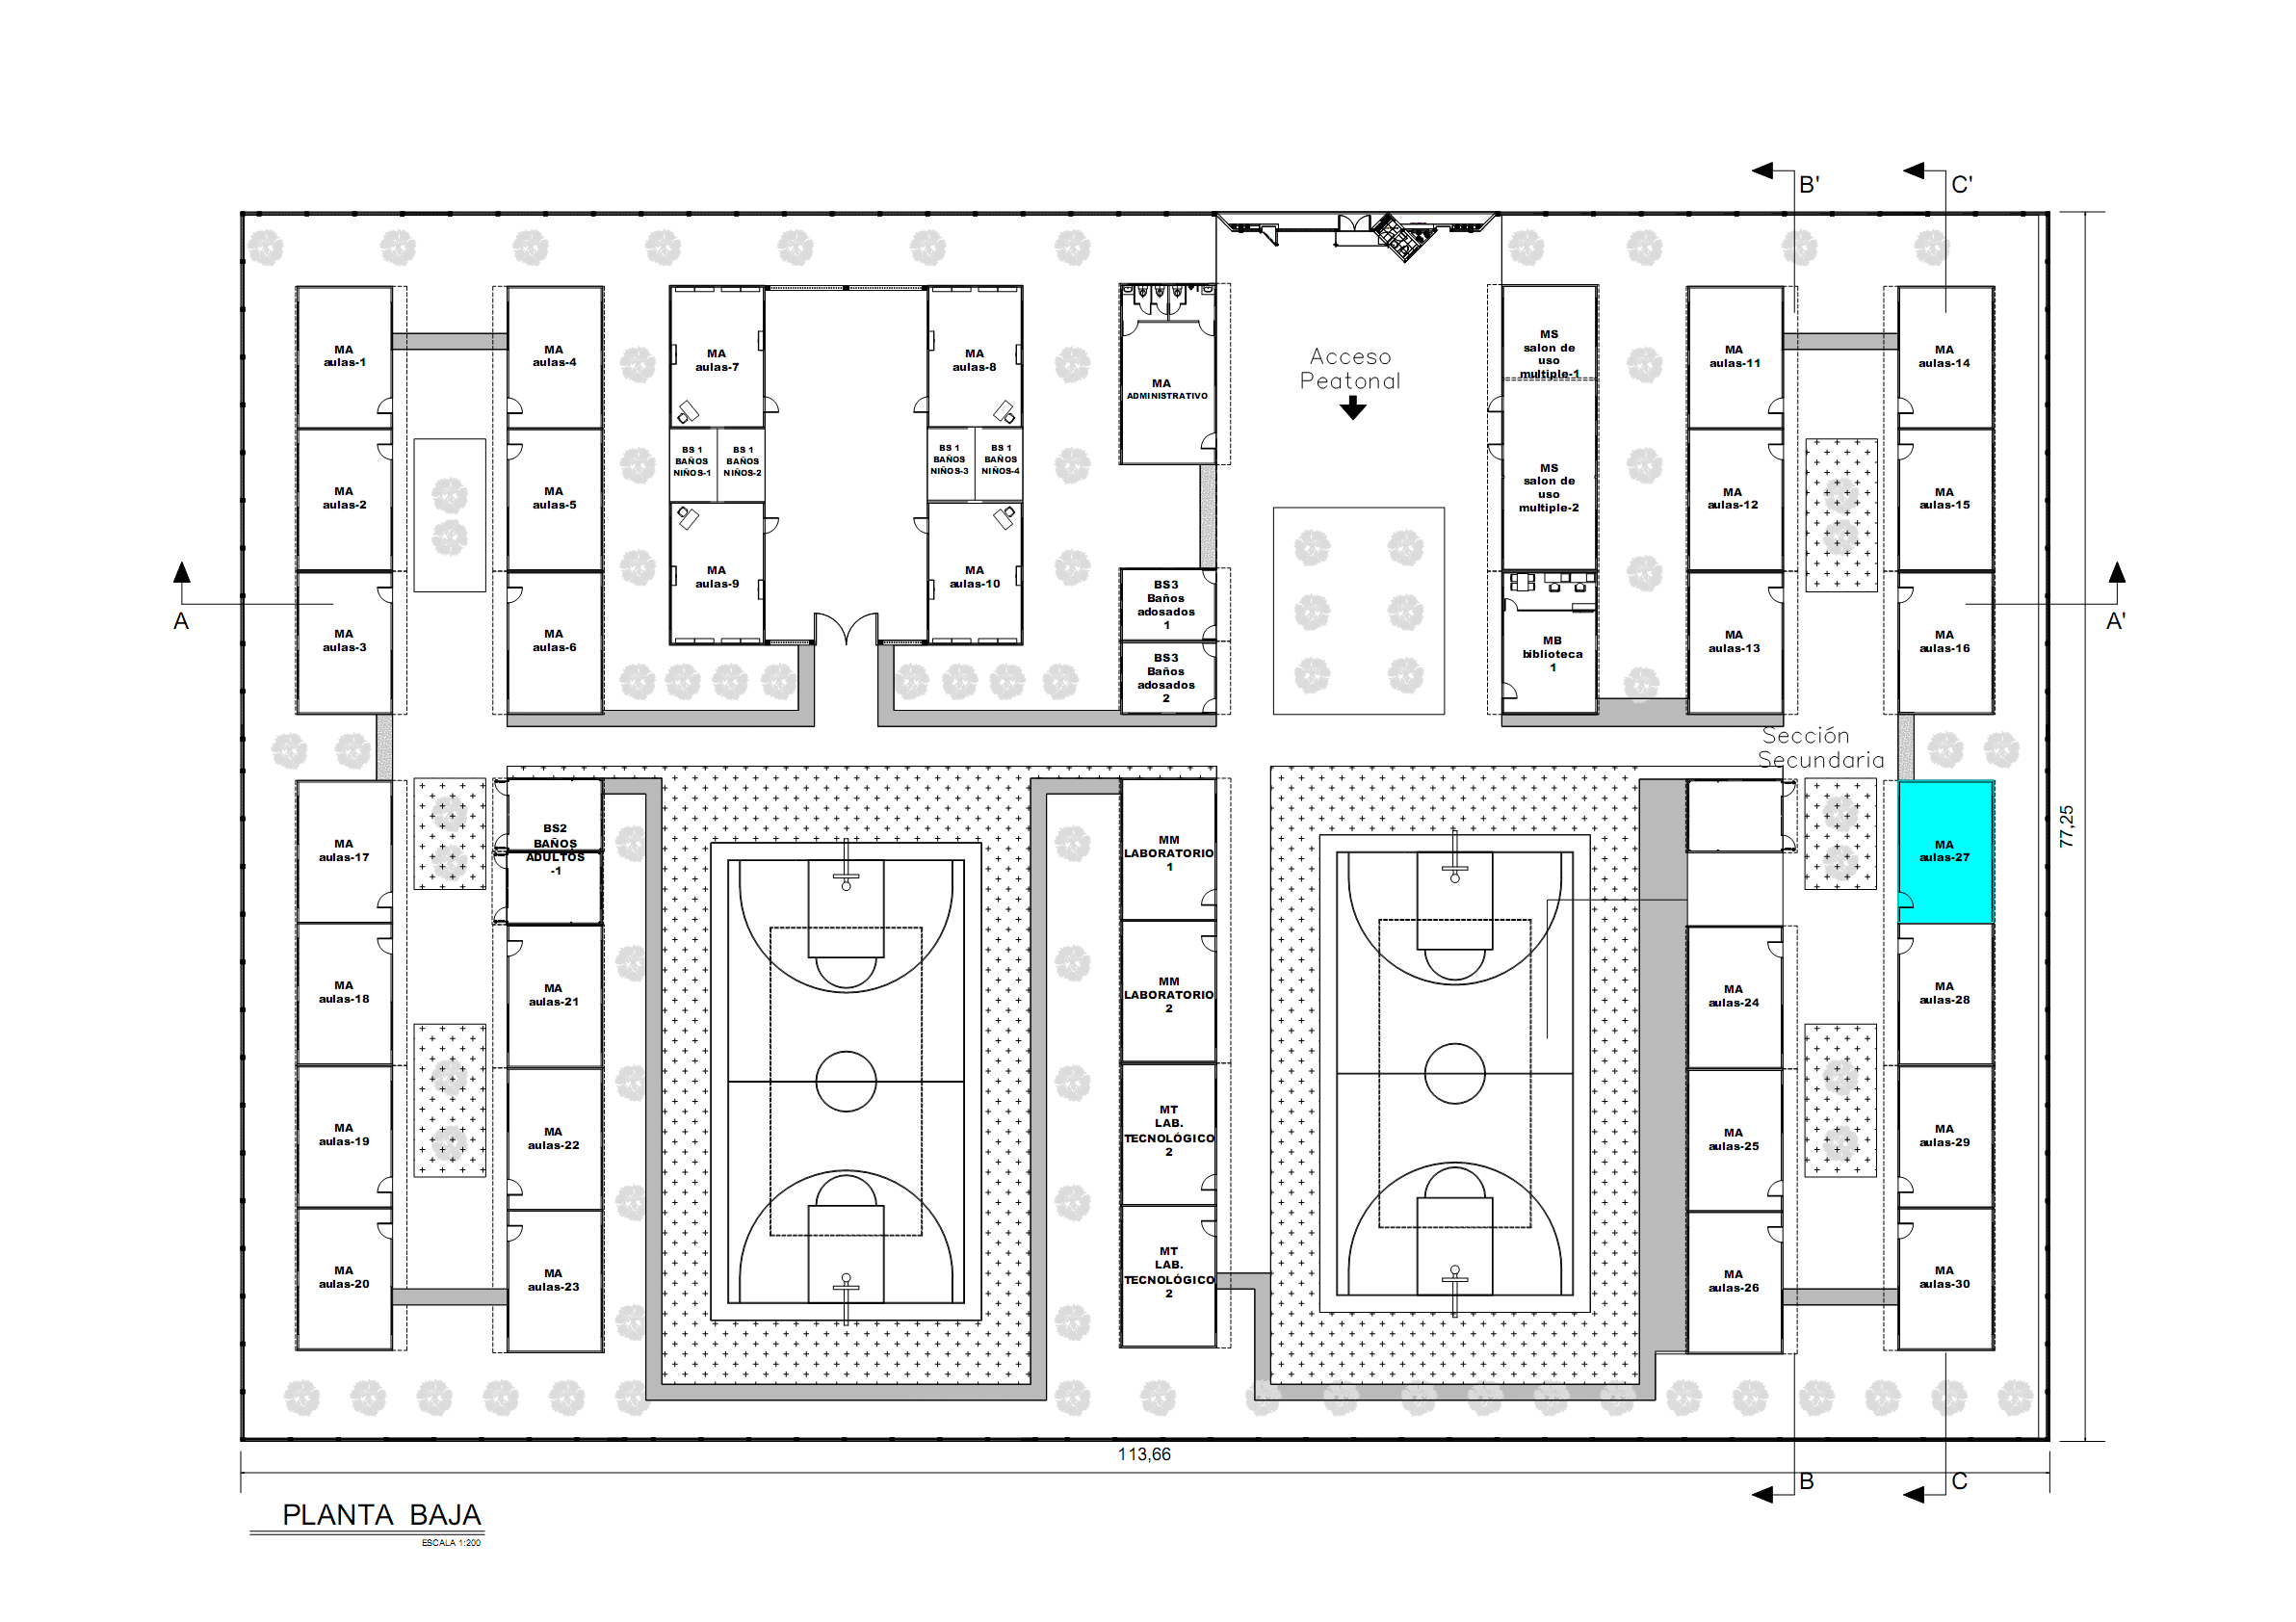 B'
C'
MA
aulas-1
MA
aulas-4
MA
aulas-7
MA
aulas-8
MA
ADMINISTRATIVO
Acceso
Peatonal
MS
salon de
uso
multiple-1
MA
aulas-11
MA
aulas-14
MA
aulas-2
MA
aulas-5
BS 1
BAÑOS
NIÑOS-1
BS 1
BAÑOS
NIÑOS-2
BS 1
BAÑOS
NIÑOS-3
BS 1
BAÑOS
NIÑOS-4
MS
salon de
uso
multiple-2
MA
aulas-12
MA
aulas-15
A
MA
aulas-3
MA
aulas-6
MA
aulas-9
MA
aulas-10
BS3
Baños
adosados
1
BS3
Baños
adosados
2
MB
biblioteca
1
MA
aulas-13
MA
aulas-16
A'
Sección
Secundaria
MA
aulas-17
BS2
BAÑOS
ADULTOS
-1
MM
LABORATORIO
1
MA
aulas-27
77,25
MA
aulas-18
MA
aulas-21
MM
LABORATORIO
2
MA
aulas-24
MA
aulas-28
MA
aulas-19
MA
aulas-22
MT
LAB.
TECNOLÓGICO
2
MA
aulas-25
MA
aulas-29
MA
aulas-20
MA
aulas-23
MT
LAB.
TECNOLÓGICO
2
MA
aulas-26
MA
aulas-30
113,66
B
C
PLANTA BAJA
ESCALA 1:200